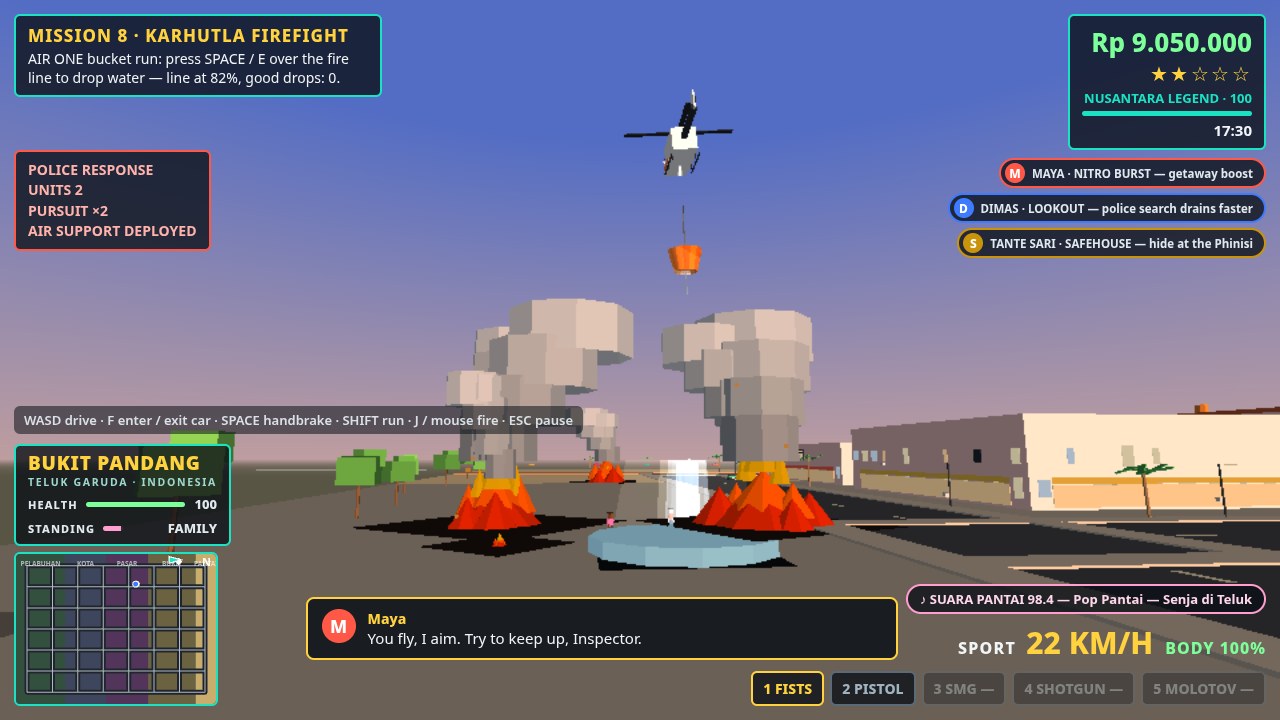 MISSION 8 · KARHUTLA FIREFIGHT
AIR ONE bucket run: press SPACE / E over the fire
line to drop water — line at 82%, good drops: 0.
Rp 9.050.000
★★☆☆☆
NUSANTARA LEGEND · 100
17:30
POLICE RESPONSE
UNITS 2
PURSUIT ×2
AIR SUPPORT DEPLOYED
M MAYA · NITRO BURST — getaway boost
D DIMAS · LOOKOUT — police search drains faster
S TANTE SARI · SAFEHOUSE — hide at the Phinisi
WASD drive · F enter / exit car · SPACE handbrake · SHIFT run · J / mouse fire · ESC pause
BUKIT PANDANG
TELUK GARUDA · INDONESIA
HEALTH 100
STANDING FAMILY
PELABUHAN KOTA PASAR N
M Maya
You fly, I aim. Try to keep up, Inspector.
♪ SUARA PANTAI 98.4 — Pop Pantai — Senja di Teluk
SPORT 22 KM/H BODY 100%
1 FISTS 2 PISTOL 3 SMG — 4 SHOTGUN — 5 MOLOTOV —